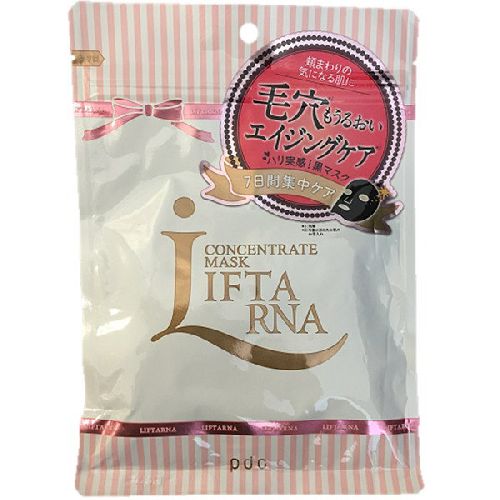 頬まわりの
気になる肌に
毛穴もうるおい
エイジングケア
ハリ実感!黒マスク
7日間集中ケア
CONCENTRATE
MASK
LIFTA
RNA
LIFTARNA LIFTARNA LIFTARNA
pdc